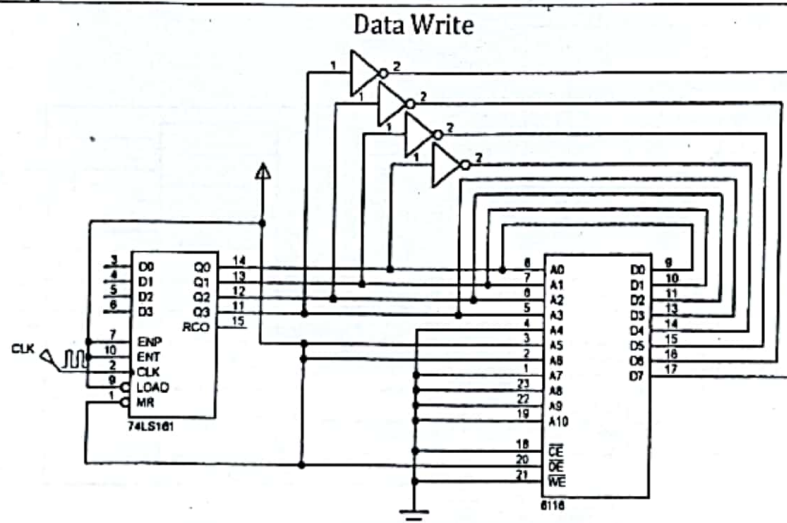 Data Write
1 2
1 2
1 2
1 2
3 D0 Q0 14
4 D1 Q1 13
5 D2 Q2 12
6 D3 Q3 11
RCO 15
7 ENP
10 ENT
CLK 2 CLK
9 LOAD
1 MR
74LS161
8 A0 D0 9
7 A1 D1 10
6 A2 D2 11
5 A3 D3 13
4 A4 D4 14
3 A5 D5 15
2 A6 D6 16
1 A7 D7 17
23 A8
22 A9
19 A10
18 CE
20 OE
21 WE
6116